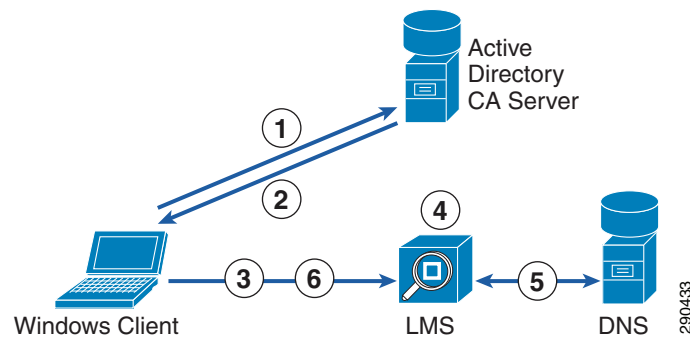 Active
Directory
CA Server
1
2
4
3
6
5
Windows Client
LMS
DNS
290433